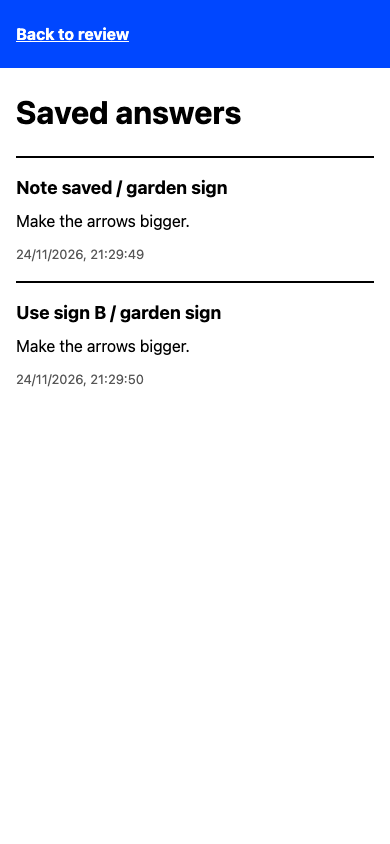 Back to review
Saved answers
Note saved / garden sign
Make the arrows bigger.
24/11/2026, 21:29:49
Use sign B / garden sign
Make the arrows bigger.
24/11/2026, 21:29:50